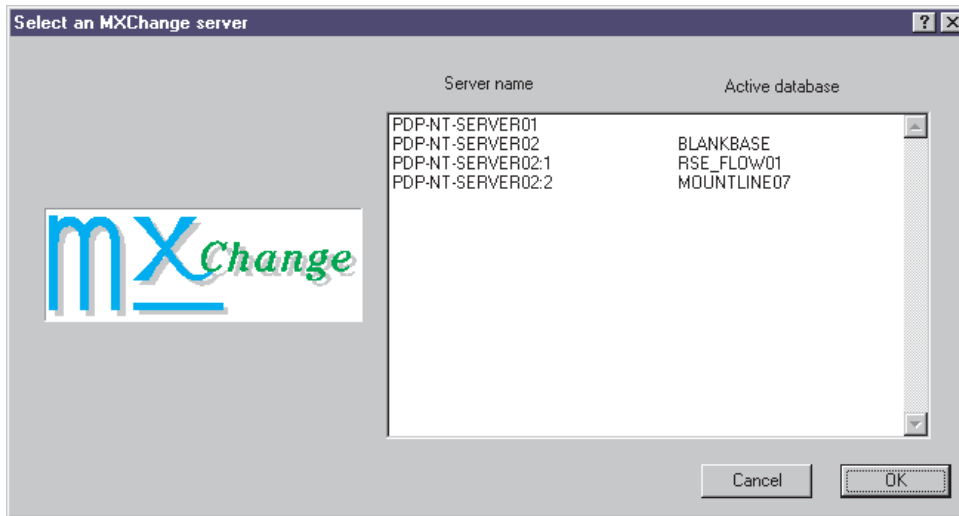 Select an MXChange server
Server name Active database
PDP-NT-SERVER01
PDP-NT-SERVER02 BLANKBASE
PDP-NT-SERVER02:1 RSE_FLOW01
PDP-NT-SERVER02:2 MOUNTLINE07
mx Change
Cancel OK